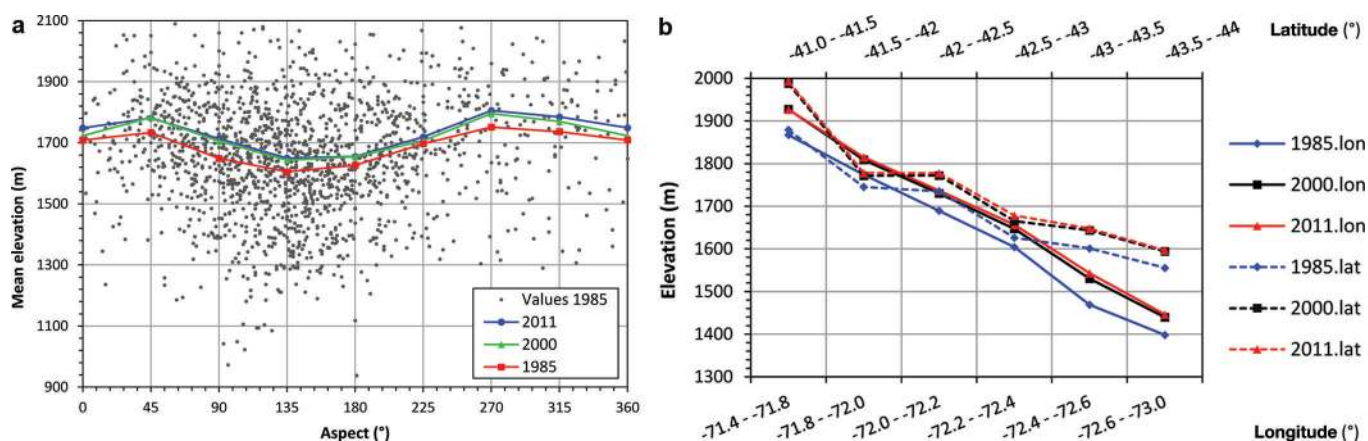 a
2100
1900
1700
1500
1300
1100
900
Mean elevation (m)
0 45 90 135 180 225 270 315 360
Aspect (°)
Values 1985
2011
2000
1985
b
-41.0 - -41.5
-41.5 - -42
-42 - -42.5
-42.5 - -43
-43 - -43.5
-43.5 - -44
Latitude (°)
2000
1900
1800
1700
1600
1500
1400
1300
Elevation (m)
-71.4 - -71.8
-71.8 - -72.0
-72.0 - -72.2
-72.2 - -72.4
-72.4 - -72.6
-72.6 - -73.0
Longitude (°)
1985.lon
2000.lon
2011.lon
1985.lat
2000.lat
2011.lat